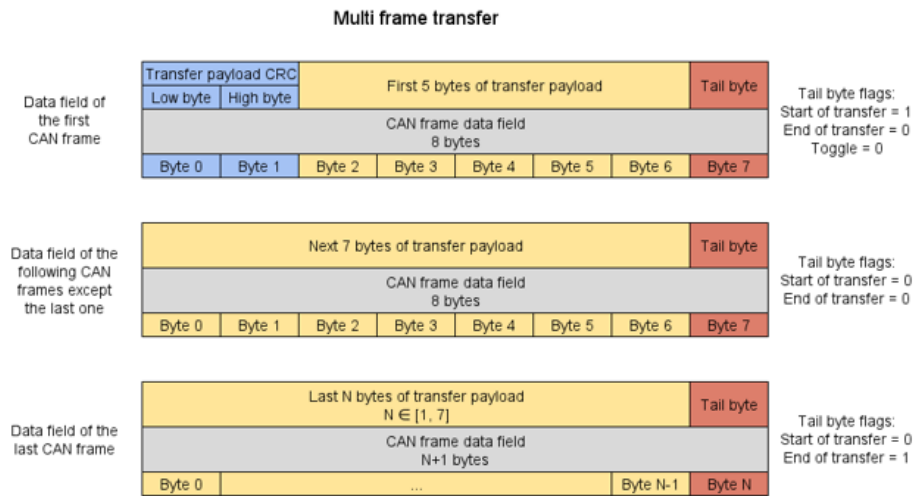 Multi frame transfer
Data field of
the first
CAN frame
Transfer payload CRC
Low byte
High byte
First 5 bytes of transfer payload
Tail byte
CAN frame data field
8 bytes
Byte 0
Byte 1
Byte 2
Byte 3
Byte 4
Byte 5
Byte 6
Byte 7
Tail byte flags:
Start of transfer = 1
End of transfer = 0
Toggle = 0
Data field of the
following CAN
frames except
the last one
Next 7 bytes of transfer payload
Tail byte
CAN frame data field
8 bytes
Byte 0
Byte 1
Byte 2
Byte 3
Byte 4
Byte 5
Byte 6
Byte 7
Tail byte flags:
Start of transfer = 0
End of transfer = 0
Data field of the
last CAN frame
Last N bytes of transfer payload
N ∈ [1, 7]
Tail byte
CAN frame data field
N+1 bytes
Byte 0
...
Byte N-1
Byte N
Tail byte flags:
Start of transfer = 0
End of transfer = 1